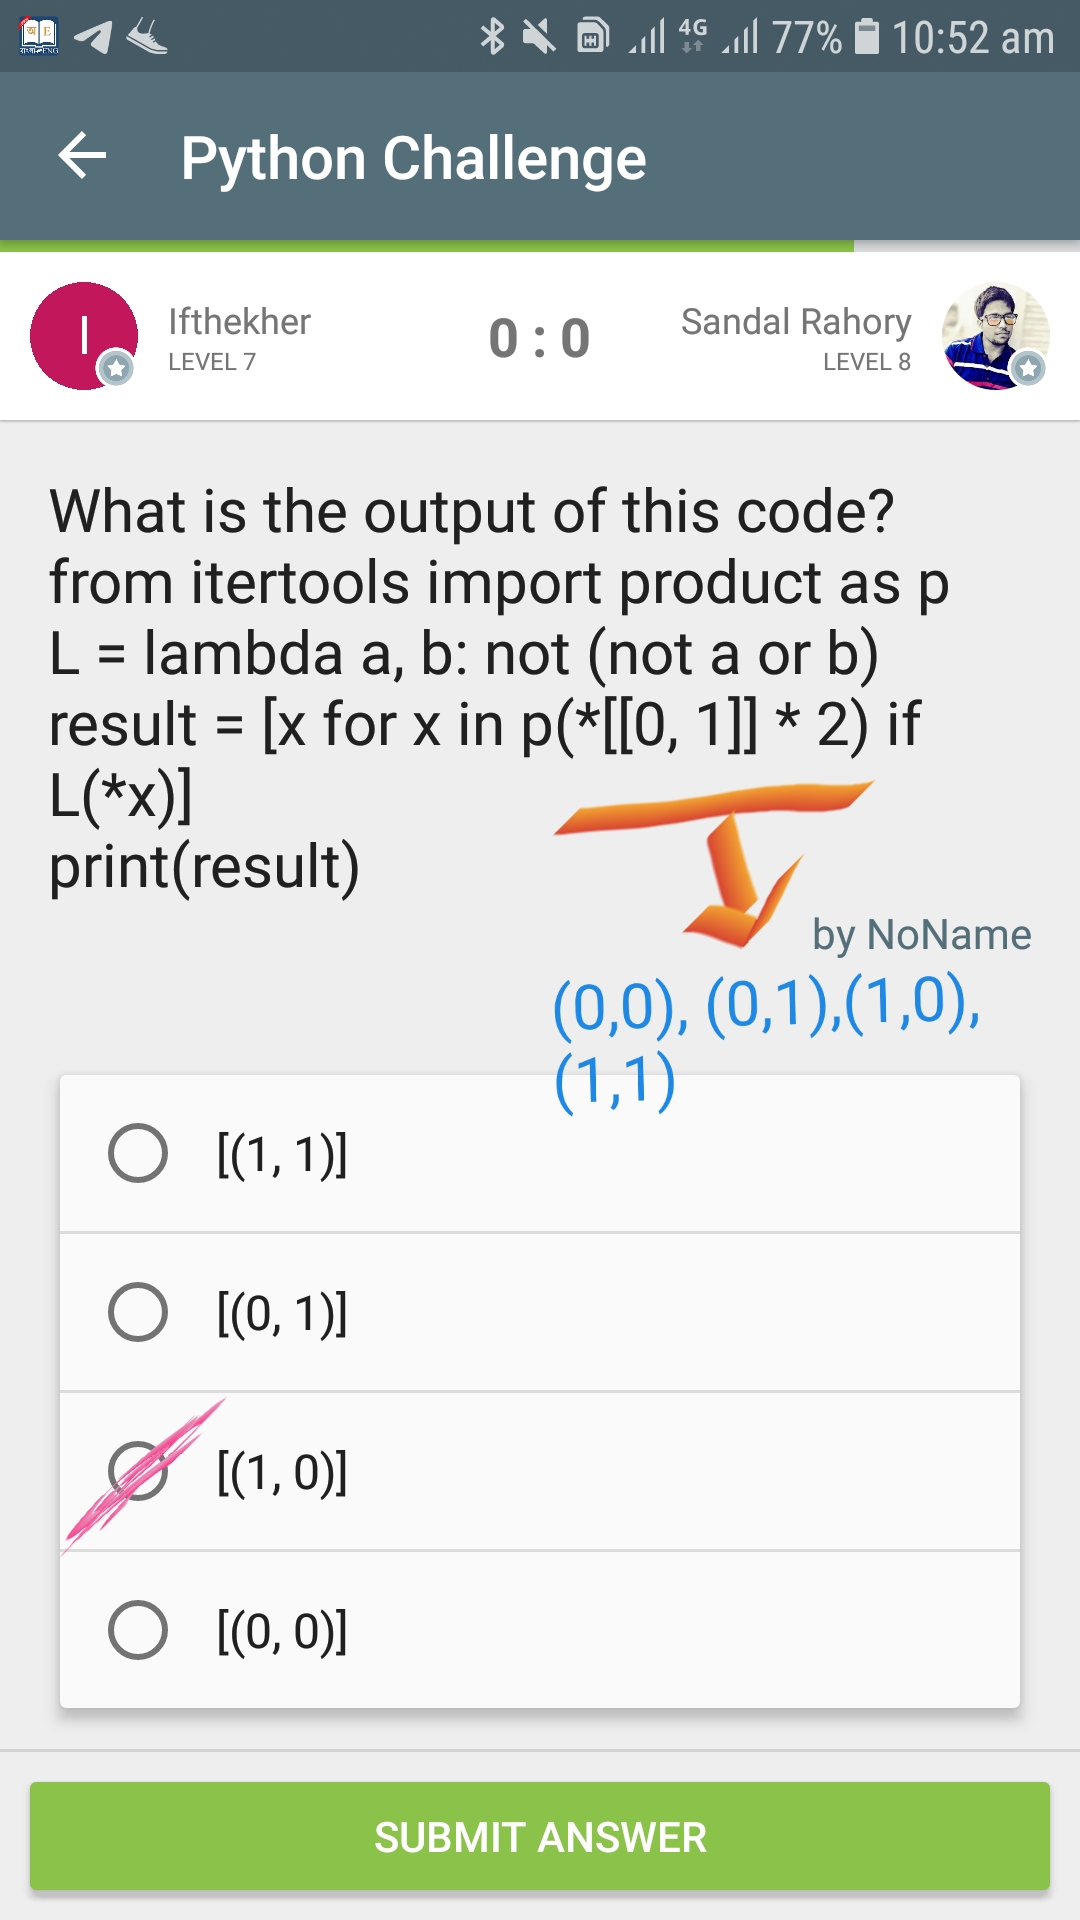 4G 77% 10:52 am
Python Challenge
I Ifthekher 0 : 0 Sandal Rahory
LEVEL 7 LEVEL 8
What is the output of this code?
from itertools import product as p
L = lambda a, b: not (not a or b)
result = [x for x in p(*[[0, 1]] * 2) if
L(*x)]
print(result)
by NoName
(0,0), (0,1),(1,0),
(1,1)
[(1, 1)]
[(0, 1)]
[(1, 0)]
[(0, 0)]
SUBMIT ANSWER